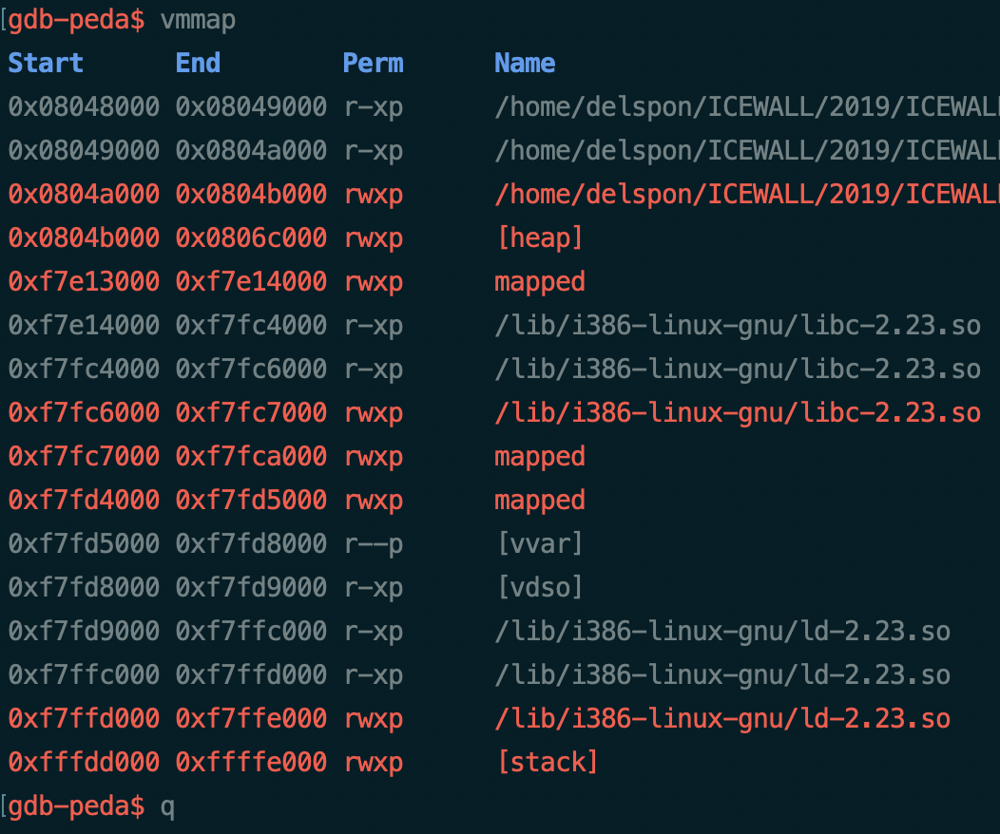 [gdb-peda$ vmmap
Start End Perm Name
0x08048000 0x08049000 r-xp /home/delspon/ICEWALL/2019/ICEWAL
0x08049000 0x0804a000 r-xp /home/delspon/ICEWALL/2019/ICEWAL
0x0804a000 0x0804b000 rwxp /home/delspon/ICEWALL/2019/ICEWAL
0x0804b000 0x0806c000 rwxp [heap]
0xf7e13000 0xf7e14000 rwxp mapped
0xf7e14000 0xf7fc4000 r-xp /lib/i386-linux-gnu/libc-2.23.so
0xf7fc4000 0xf7fc6000 r-xp /lib/i386-linux-gnu/libc-2.23.so
0xf7fc6000 0xf7fc7000 rwxp /lib/i386-linux-gnu/libc-2.23.so
0xf7fc7000 0xf7fca000 rwxp mapped
0xf7fd4000 0xf7fd5000 rwxp mapped
0xf7fd5000 0xf7fd8000 r--p [vvar]
0xf7fd8000 0xf7fd9000 r-xp [vdso]
0xf7fd9000 0xf7ffc000 r-xp /lib/i386-linux-gnu/ld-2.23.so
0xf7ffc000 0xf7ffd000 r-xp /lib/i386-linux-gnu/ld-2.23.so
0xf7ffd000 0xf7ffe000 rwxp /lib/i386-linux-gnu/ld-2.23.so
0xfffdd000 0xffffe000 rwxp [stack]
[gdb-peda$ q